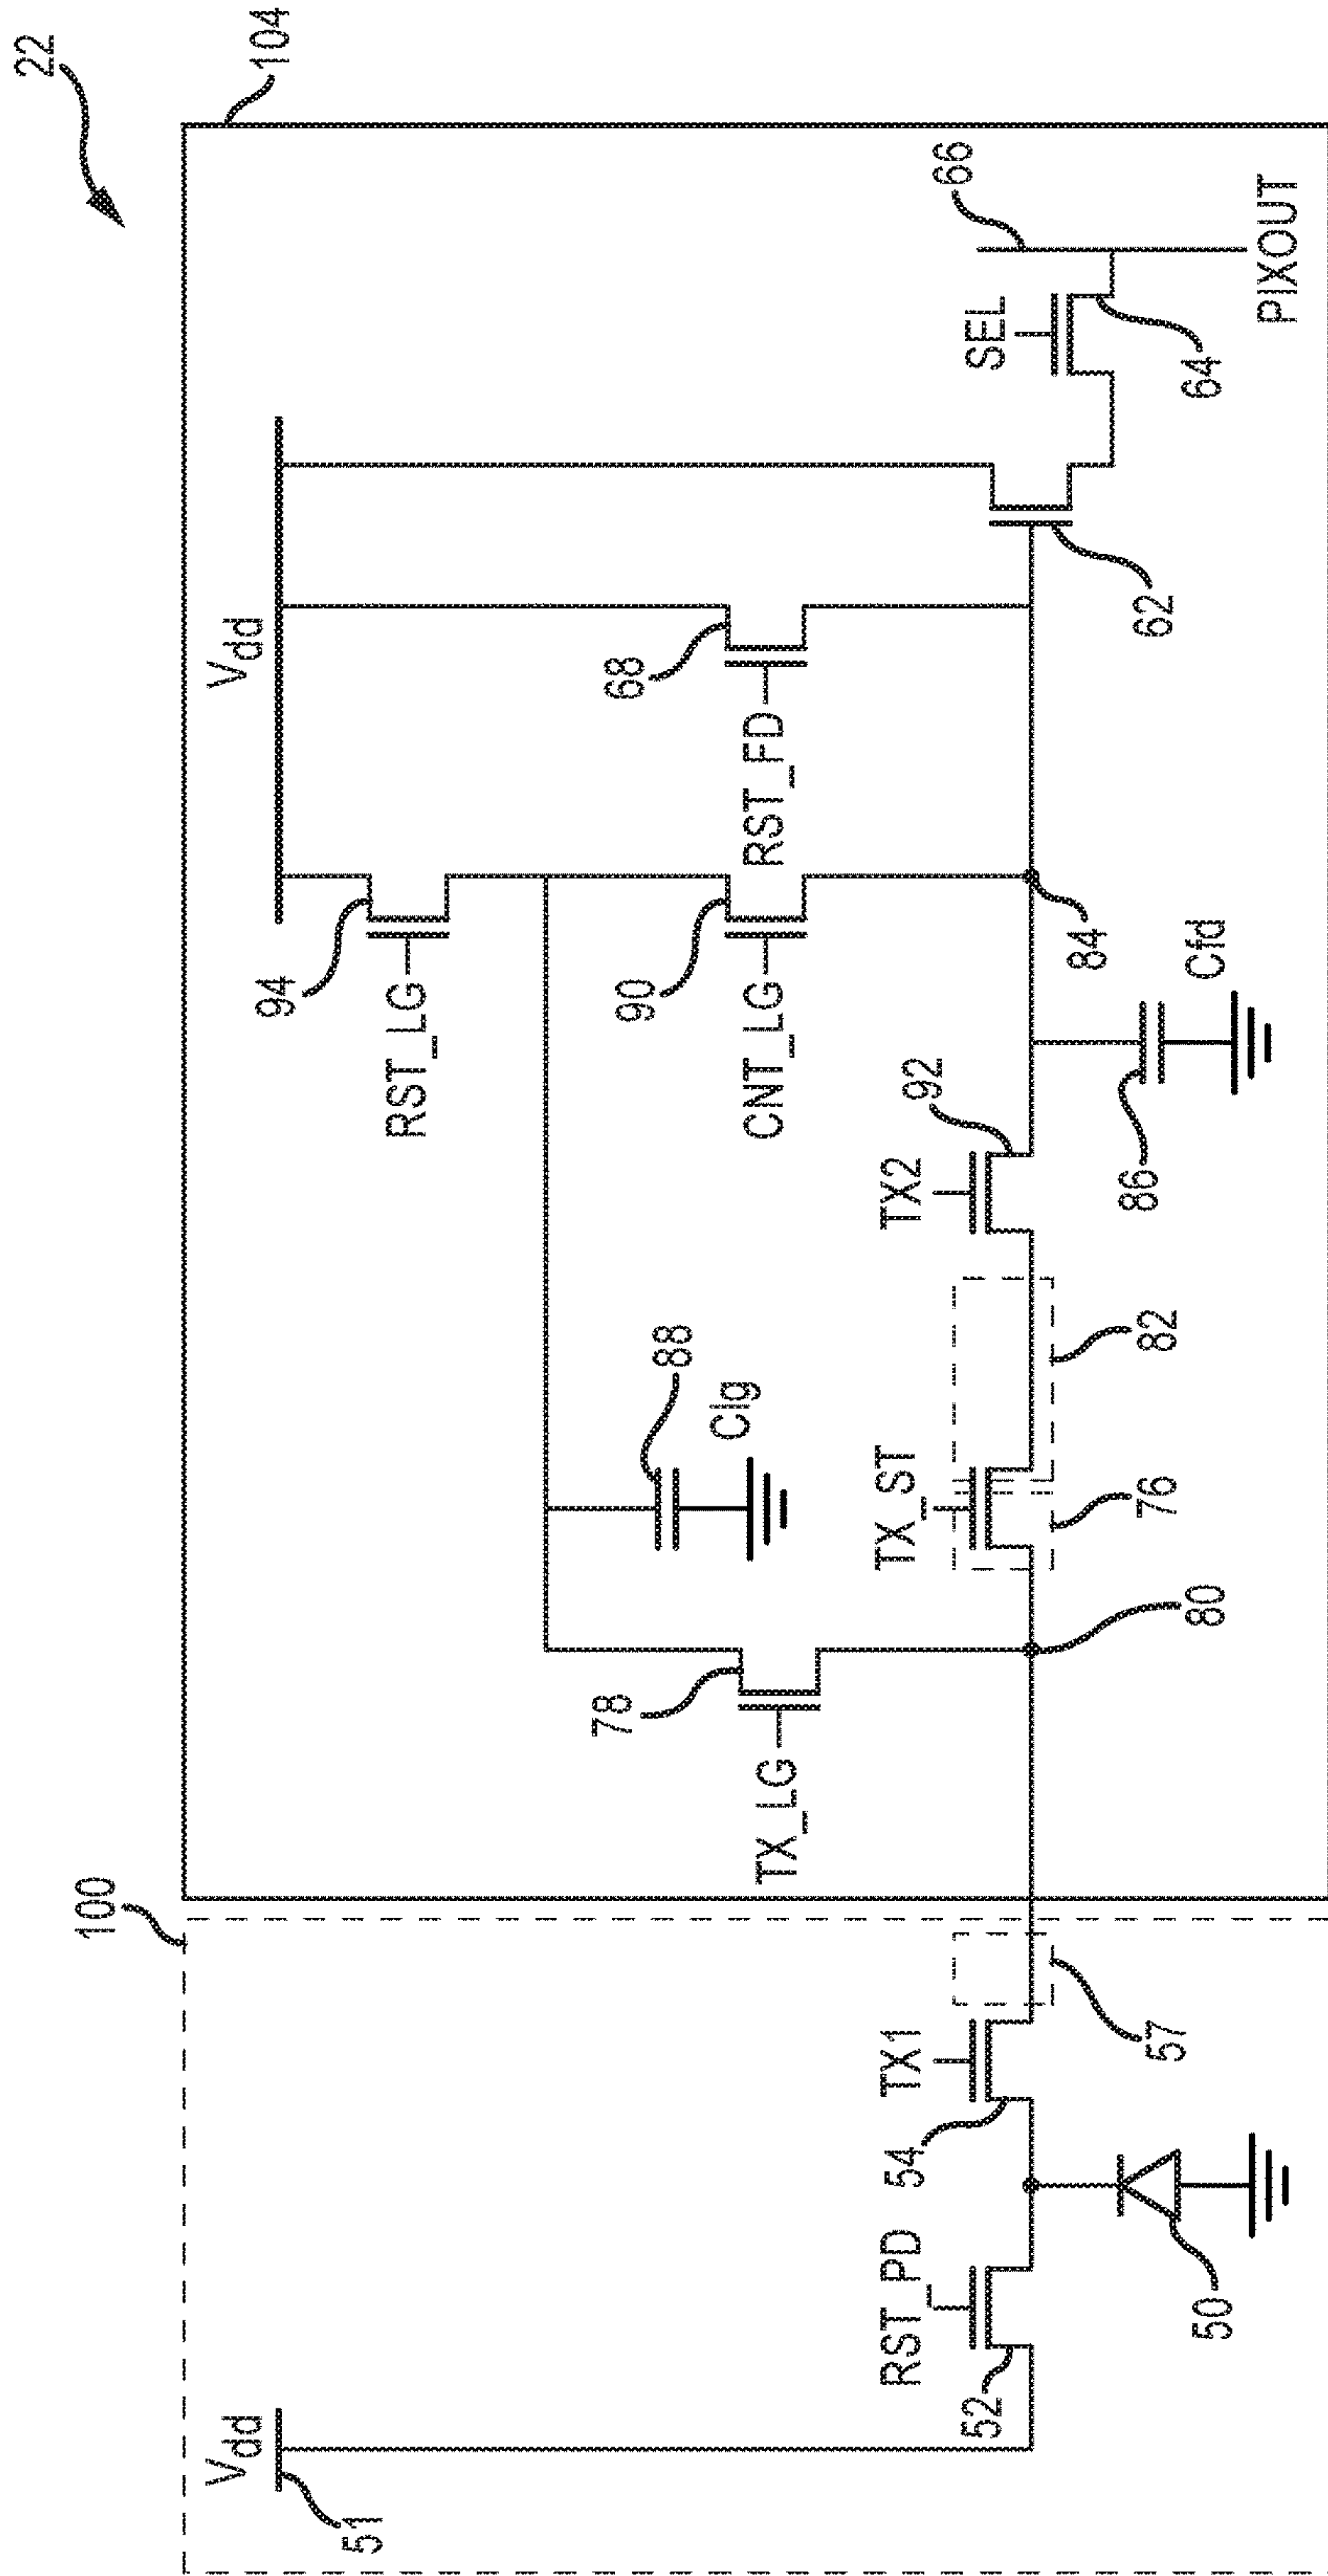 22
100
104
Vdd
51
Vdd
94
RST_LG
88
Clg
78
TX_LG
90
CNT_LG
68
RST_FD
RST_PD
52
54
TX1
TX_ST
TX2
92
SEL
66
50
57
80
76
82
86
Cfd
84
62
64
PIXOUT